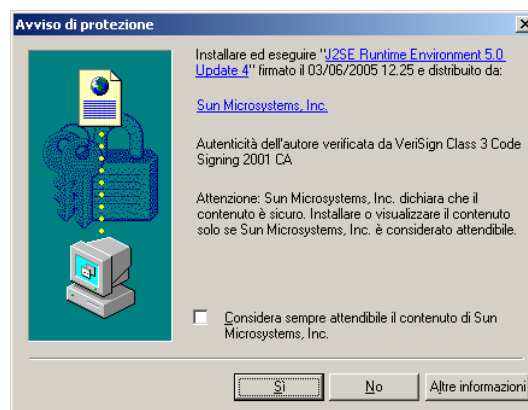 Avviso di protezione
Installare ed eseguire "J2SE Runtime Environment 5.0
Update 4" firmato il 03/06/2005 12.25 e distribuito da:
Sun Microsystems, Inc.
Autenticità dell'autore verificata da VeriSign Class 3 Code
Signing 2001 CA
Attenzione: Sun Microsystems, Inc. dichiara che il
contenuto è sicuro. Installare o visualizzare il contenuto
solo se Sun Microsystems, Inc. è considerato attendibile.
Considera sempre attendibile il contenuto di Sun
Microsystems, Inc.
Sì No Altre informazioni